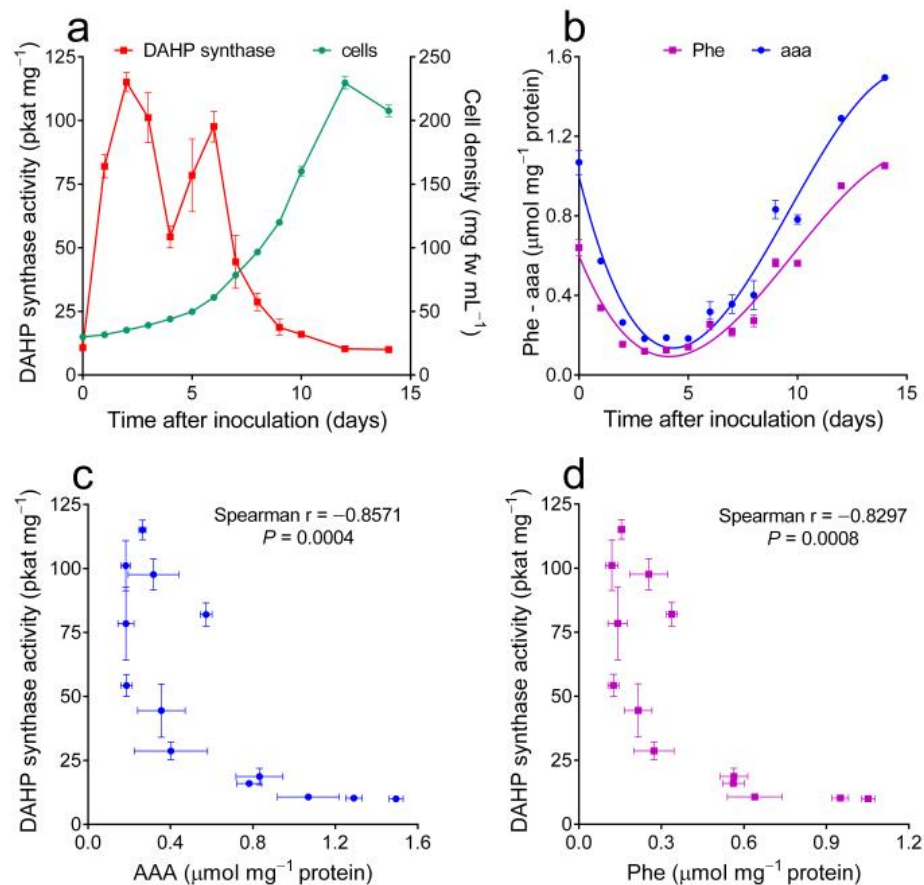 a
DAHP synthase cells
125
100
75
50
25
0
DAHP synthase activity (pkat mg⁻¹)
250
200
150
100
50
0
Cell density (mg fw mL⁻¹)
0 5 10 15
Time after inoculation (days)
b
Phe aaa
1.6
1.2
0.8
0.4
0.0
Phe - aaa (μmol mg⁻¹ protein)
0 5 10 15
Time after inoculation (days)
c
Spearman r = −0.8571
P = 0.0004
125
100
75
50
25
0
DAHP synthase activity (pkat mg⁻¹)
0.0 0.4 0.8 1.2 1.6
AAA (μmol mg⁻¹ protein)
d
Spearman r = −0.8297
P = 0.0008
125
100
75
50
25
0
DAHP synthase activity (pkat mg⁻¹)
0.0 0.3 0.6 0.9 1.2
Phe (μmol mg⁻¹ protein)